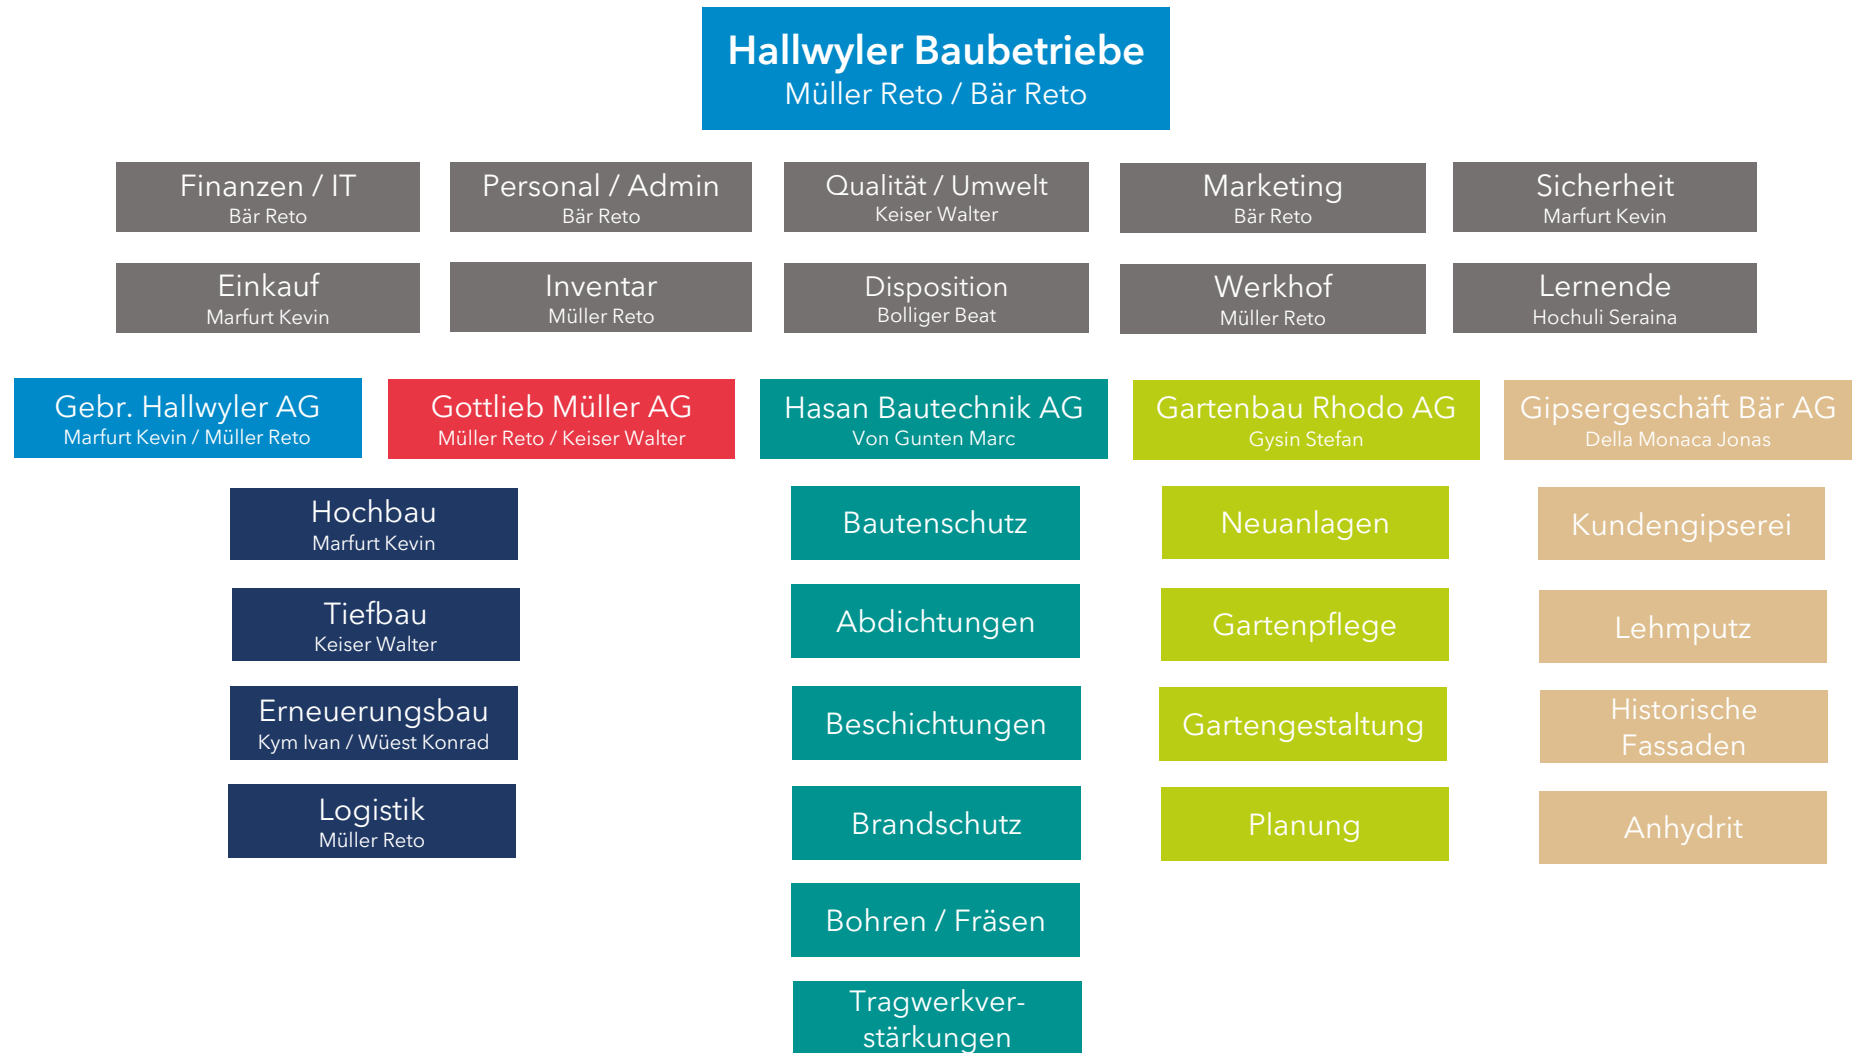 Hallwyler Baubetriebe
Müller Reto / Bär Reto
Finanzen / IT
Bär Reto
Personal / Admin
Bär Reto
Qualität / Umwelt
Keiser Walter
Marketing
Bär Reto
Sicherheit
Marfurt Kevin
Einkauf
Marfurt Kevin
Inventar
Müller Reto
Disposition
Bolliger Beat
Werkhof
Müller Reto
Lernende
Hochuli Seraina
Gebr. Hallwyler AG
Marfurt Kevin / Müller Reto
Gottlieb Müller AG
Müller Reto / Keiser Walter
Hasan Bautechnik AG
Von Gunten Marc
Gartenbau Rhodo AG
Gysin Stefan
Gipsergeschäft Bär AG
Della Monaca Jonas
Hochbau
Marfurt Kevin
Tiefbau
Keiser Walter
Erneuerungsbau
Kym Ivan / Wüest Konrad
Logistik
Müller Reto
Bautenschutz
Abdichtungen
Beschichtungen
Brandschutz
Bohren / Fräsen
Tragwerkver-
stärkungen
Neuanlagen
Gartenpflege
Gartengestaltung
Planung
Kundengipserei
Lehmputz
Historische
Fassaden
Anhydrit